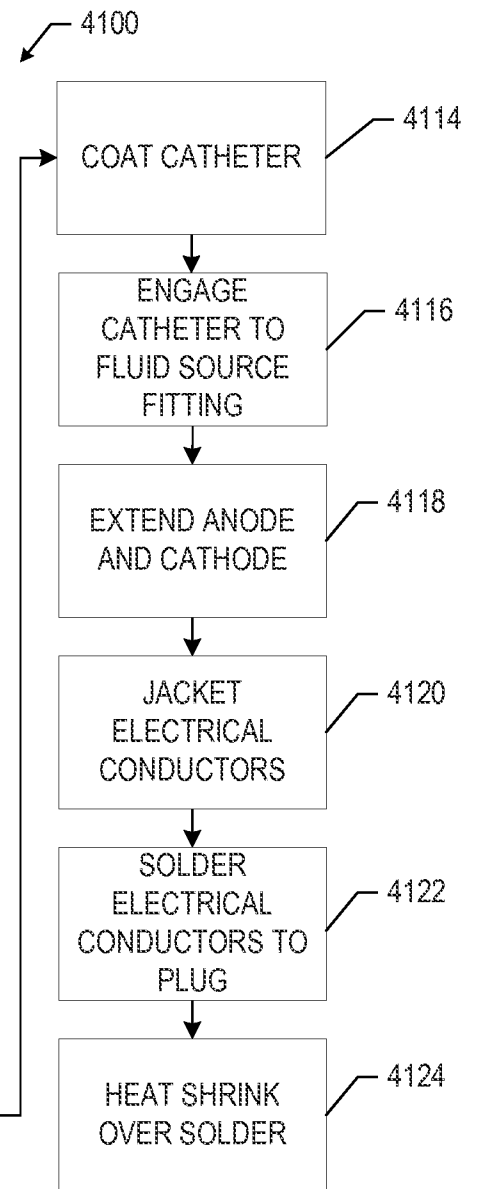 4100
COAT CATHETER
4114
ENGAGE
CATHETER TO
FLUID SOURCE
FITTING
4116
EXTEND ANODE
AND CATHODE
4118
JACKET
ELECTRICAL
CONDUCTORS
4120
SOLDER
ELECTRICAL
CONDUCTORS TO
PLUG
4122
HEAT SHRINK
OVER SOLDER
4124